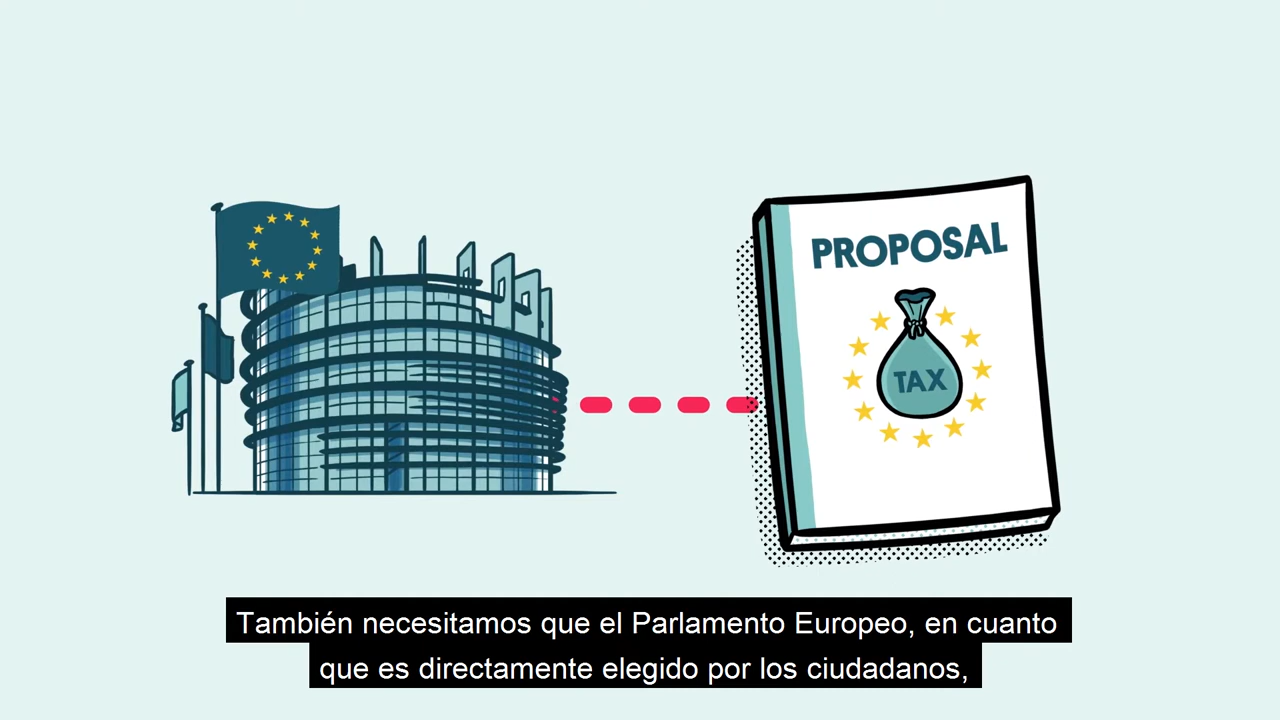 PROPOSAL
TAX
También necesitamos que el Parlamento Europeo, en cuanto
que es directamente elegido por los ciudadanos,